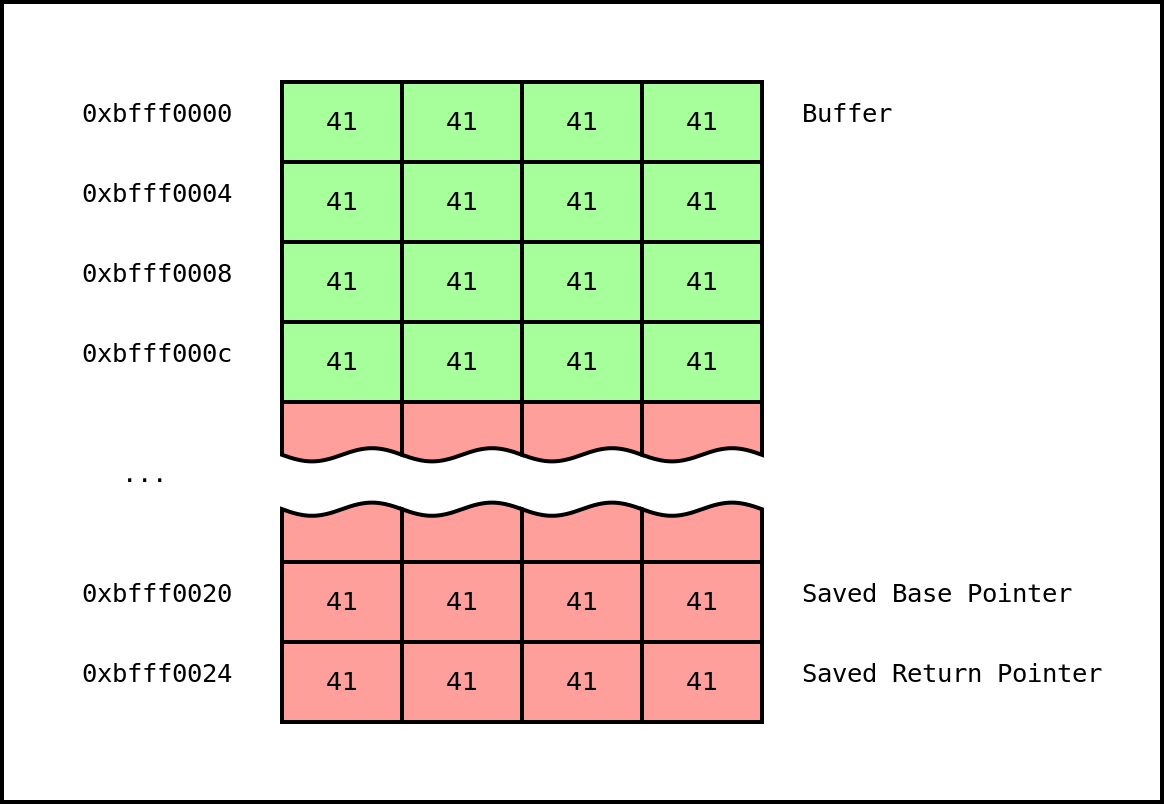 0xbfff0000 41 41 41 41 Buffer
0xbfff0004 41 41 41 41
0xbfff0008 41 41 41 41
0xbfff000c 41 41 41 41
...
0xbfff0020 41 41 41 41 Saved Base Pointer
0xbfff0024 41 41 41 41 Saved Return Pointer